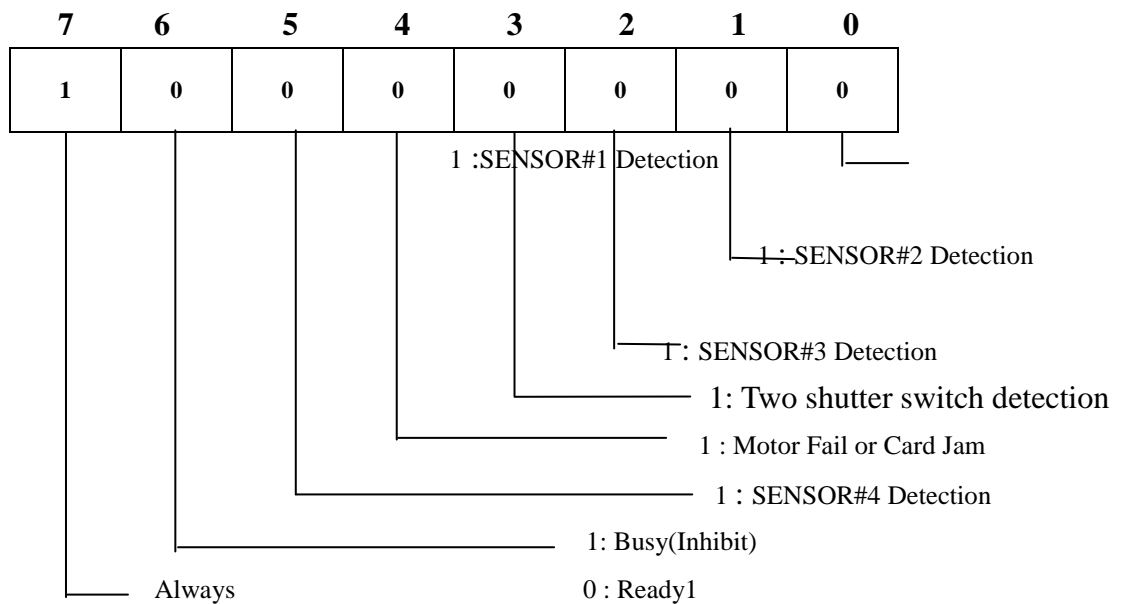 7 6 5 4 3 2 1 0
1 0 0 0 0 0 0 0
1 :SENSOR#1 Detection
1 : SENSOR#2 Detection
1 : SENSOR#3 Detection
1: Two shutter switch detection
1 : Motor Fail or Card Jam
1 : SENSOR#4 Detection
1: Busy(Inhibit)
Always 0 : Ready1